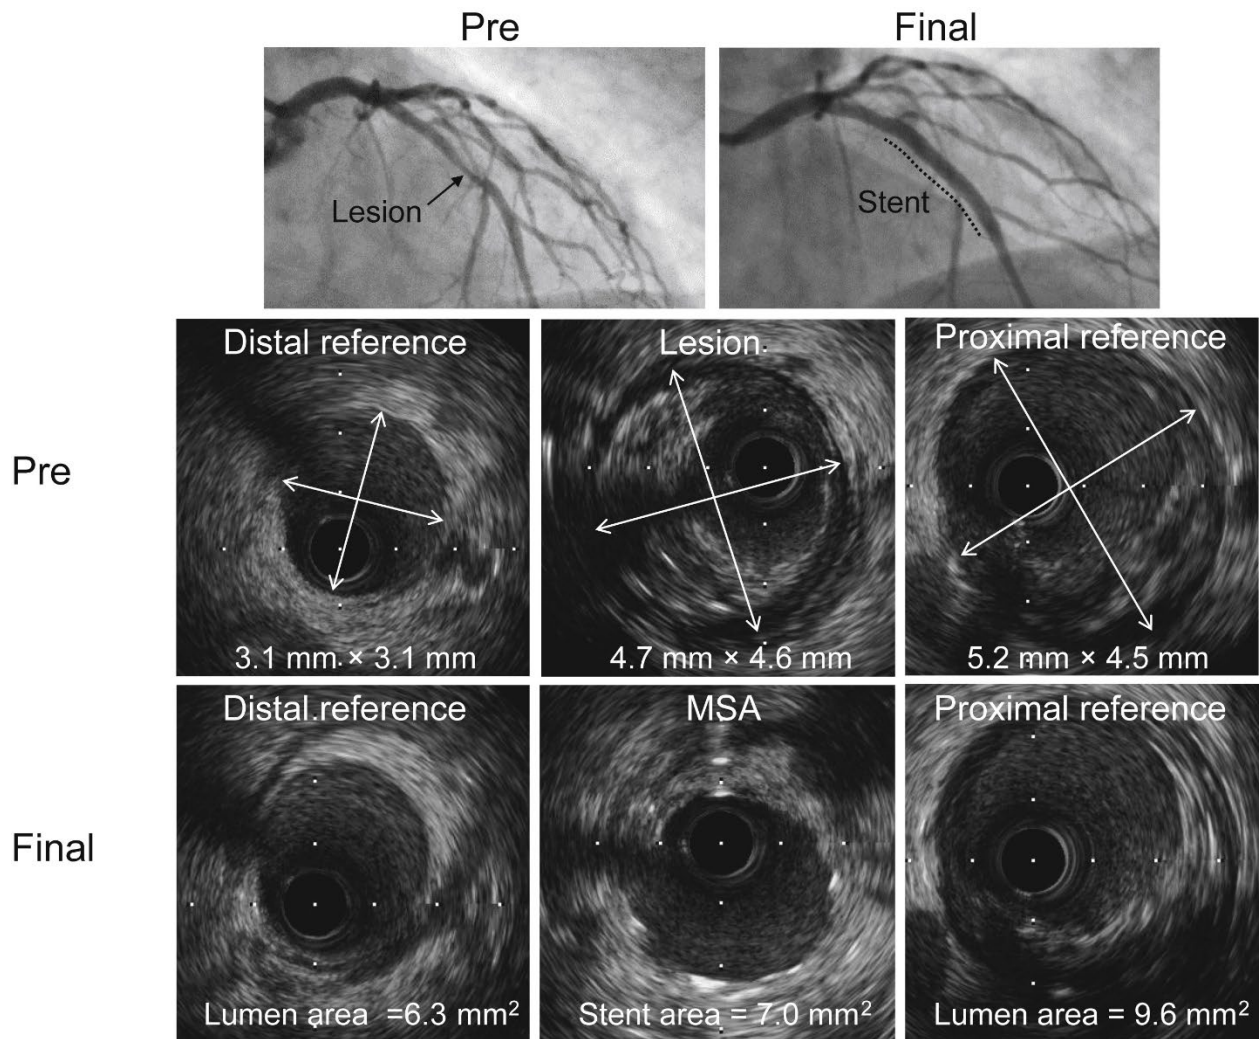 Pre
Final
Lesion
Stent
Pre
Distal reference
Lesion
Proximal reference
3.1 mm × 3.1 mm
4.7 mm × 4.6 mm
5.2 mm × 4.5 mm
Final
Distal reference
MSA
Proximal reference
Lumen area =6.3 mm²
Stent area = 7.0 mm²
Lumen area = 9.6 mm²